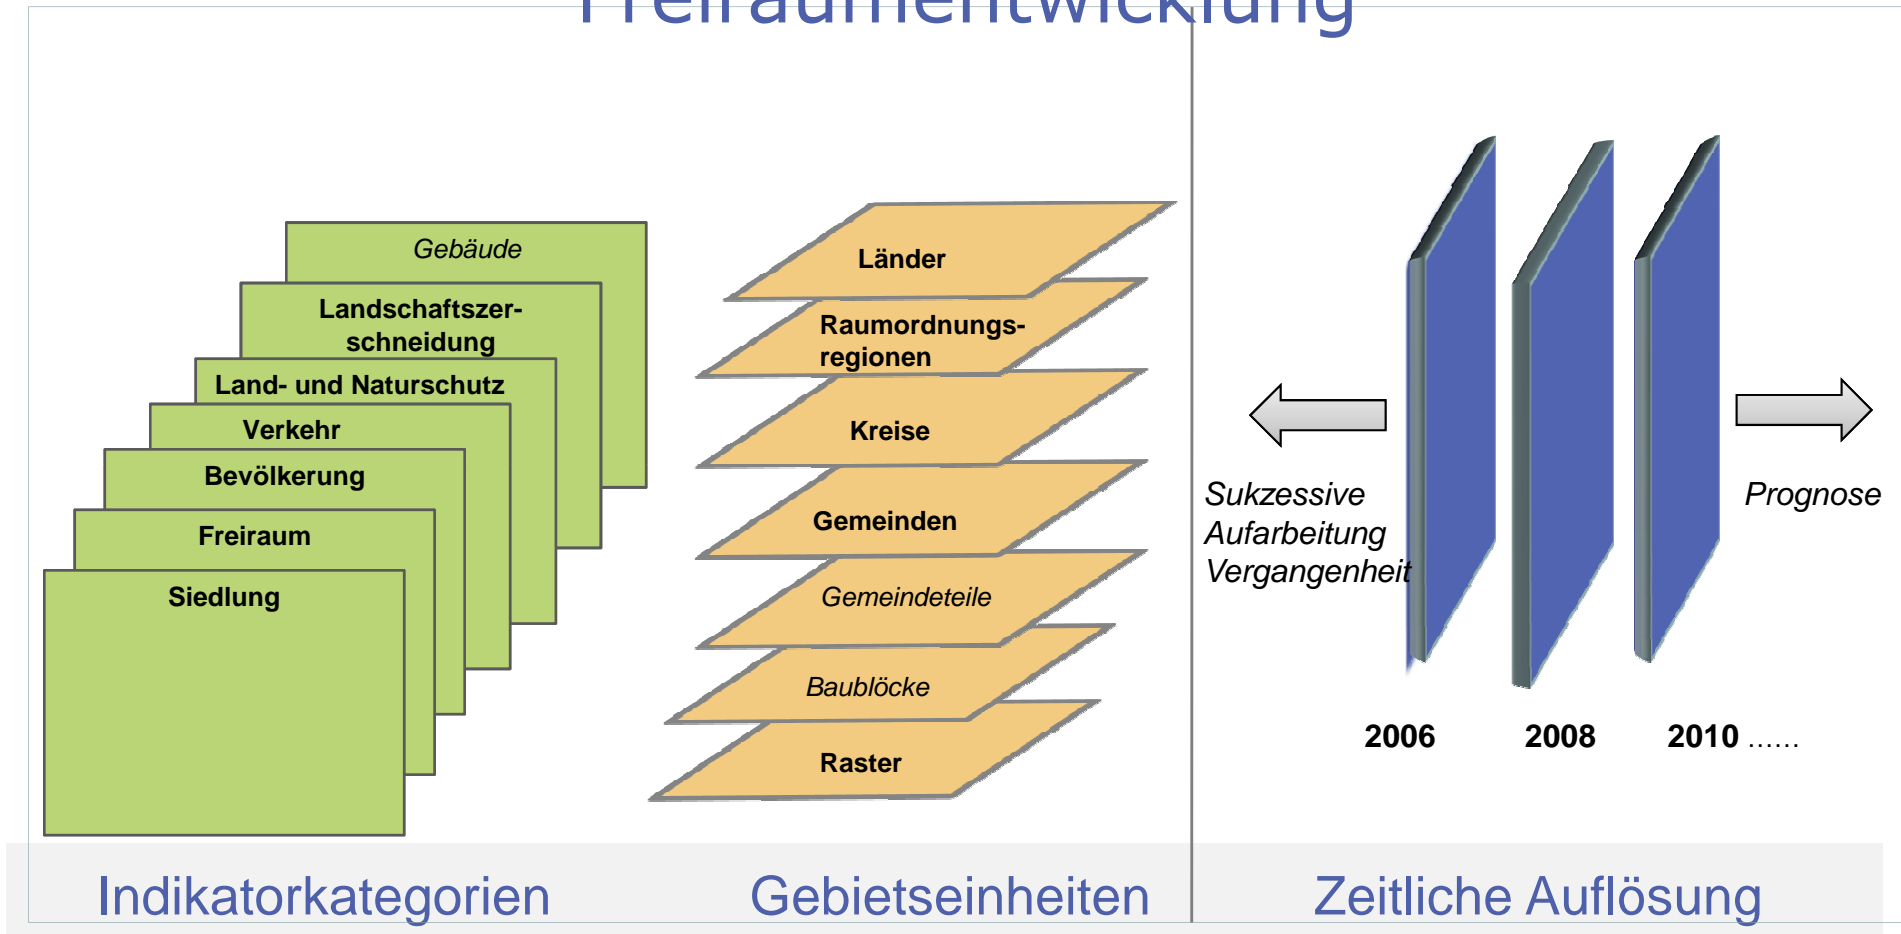 Freiraumentwicklung
Gebäude
Landschaftszer-
schneidung
Land- und Naturschutz
Verkehr
Bevölkerung
Freiraum
Siedlung
Länder
Raumordnungs-
regionen
Kreise
Gemeinden
Gemeindeteile
Baublöcke
Raster
Sukzessive
Aufarbeitung
Vergangenheit
Prognose
2006 2008 2010 ......
Indikatorkategorien Gebietseinheiten Zeitliche Auflösung